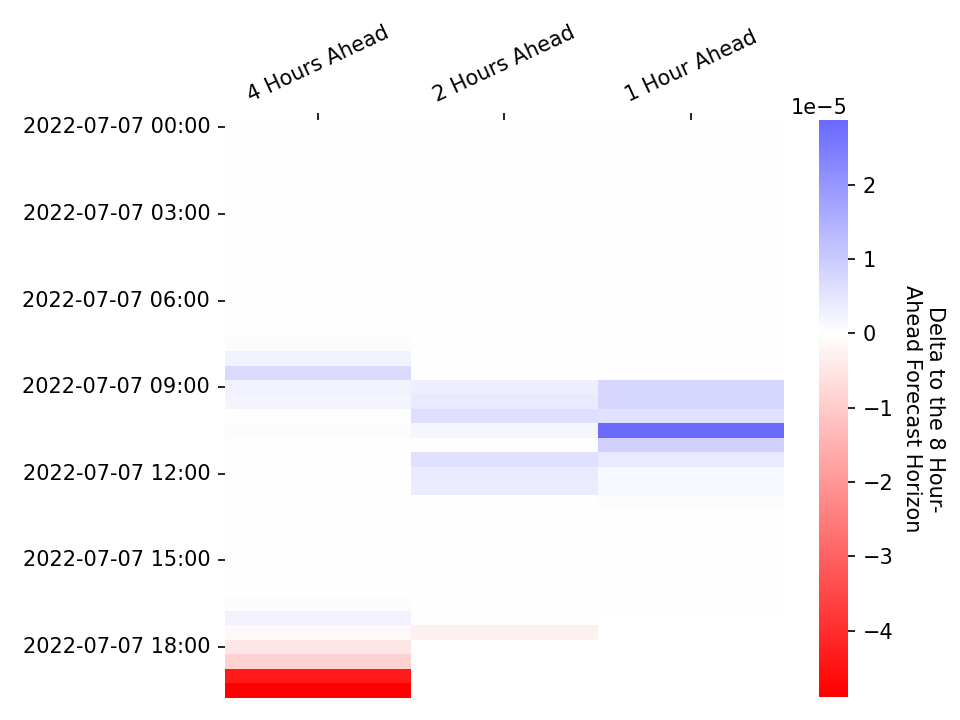 4 Hours Ahead
2 Hours Ahead
1 Hour Ahead
2022-07-07 00:00
2022-07-07 03:00
2022-07-07 06:00
2022-07-07 09:00
2022-07-07 12:00
2022-07-07 15:00
2022-07-07 18:00
1e−5
2
1
0
−1
−2
−3
−4
Delta to the 8 Hour-
Ahead Forecast Horizon